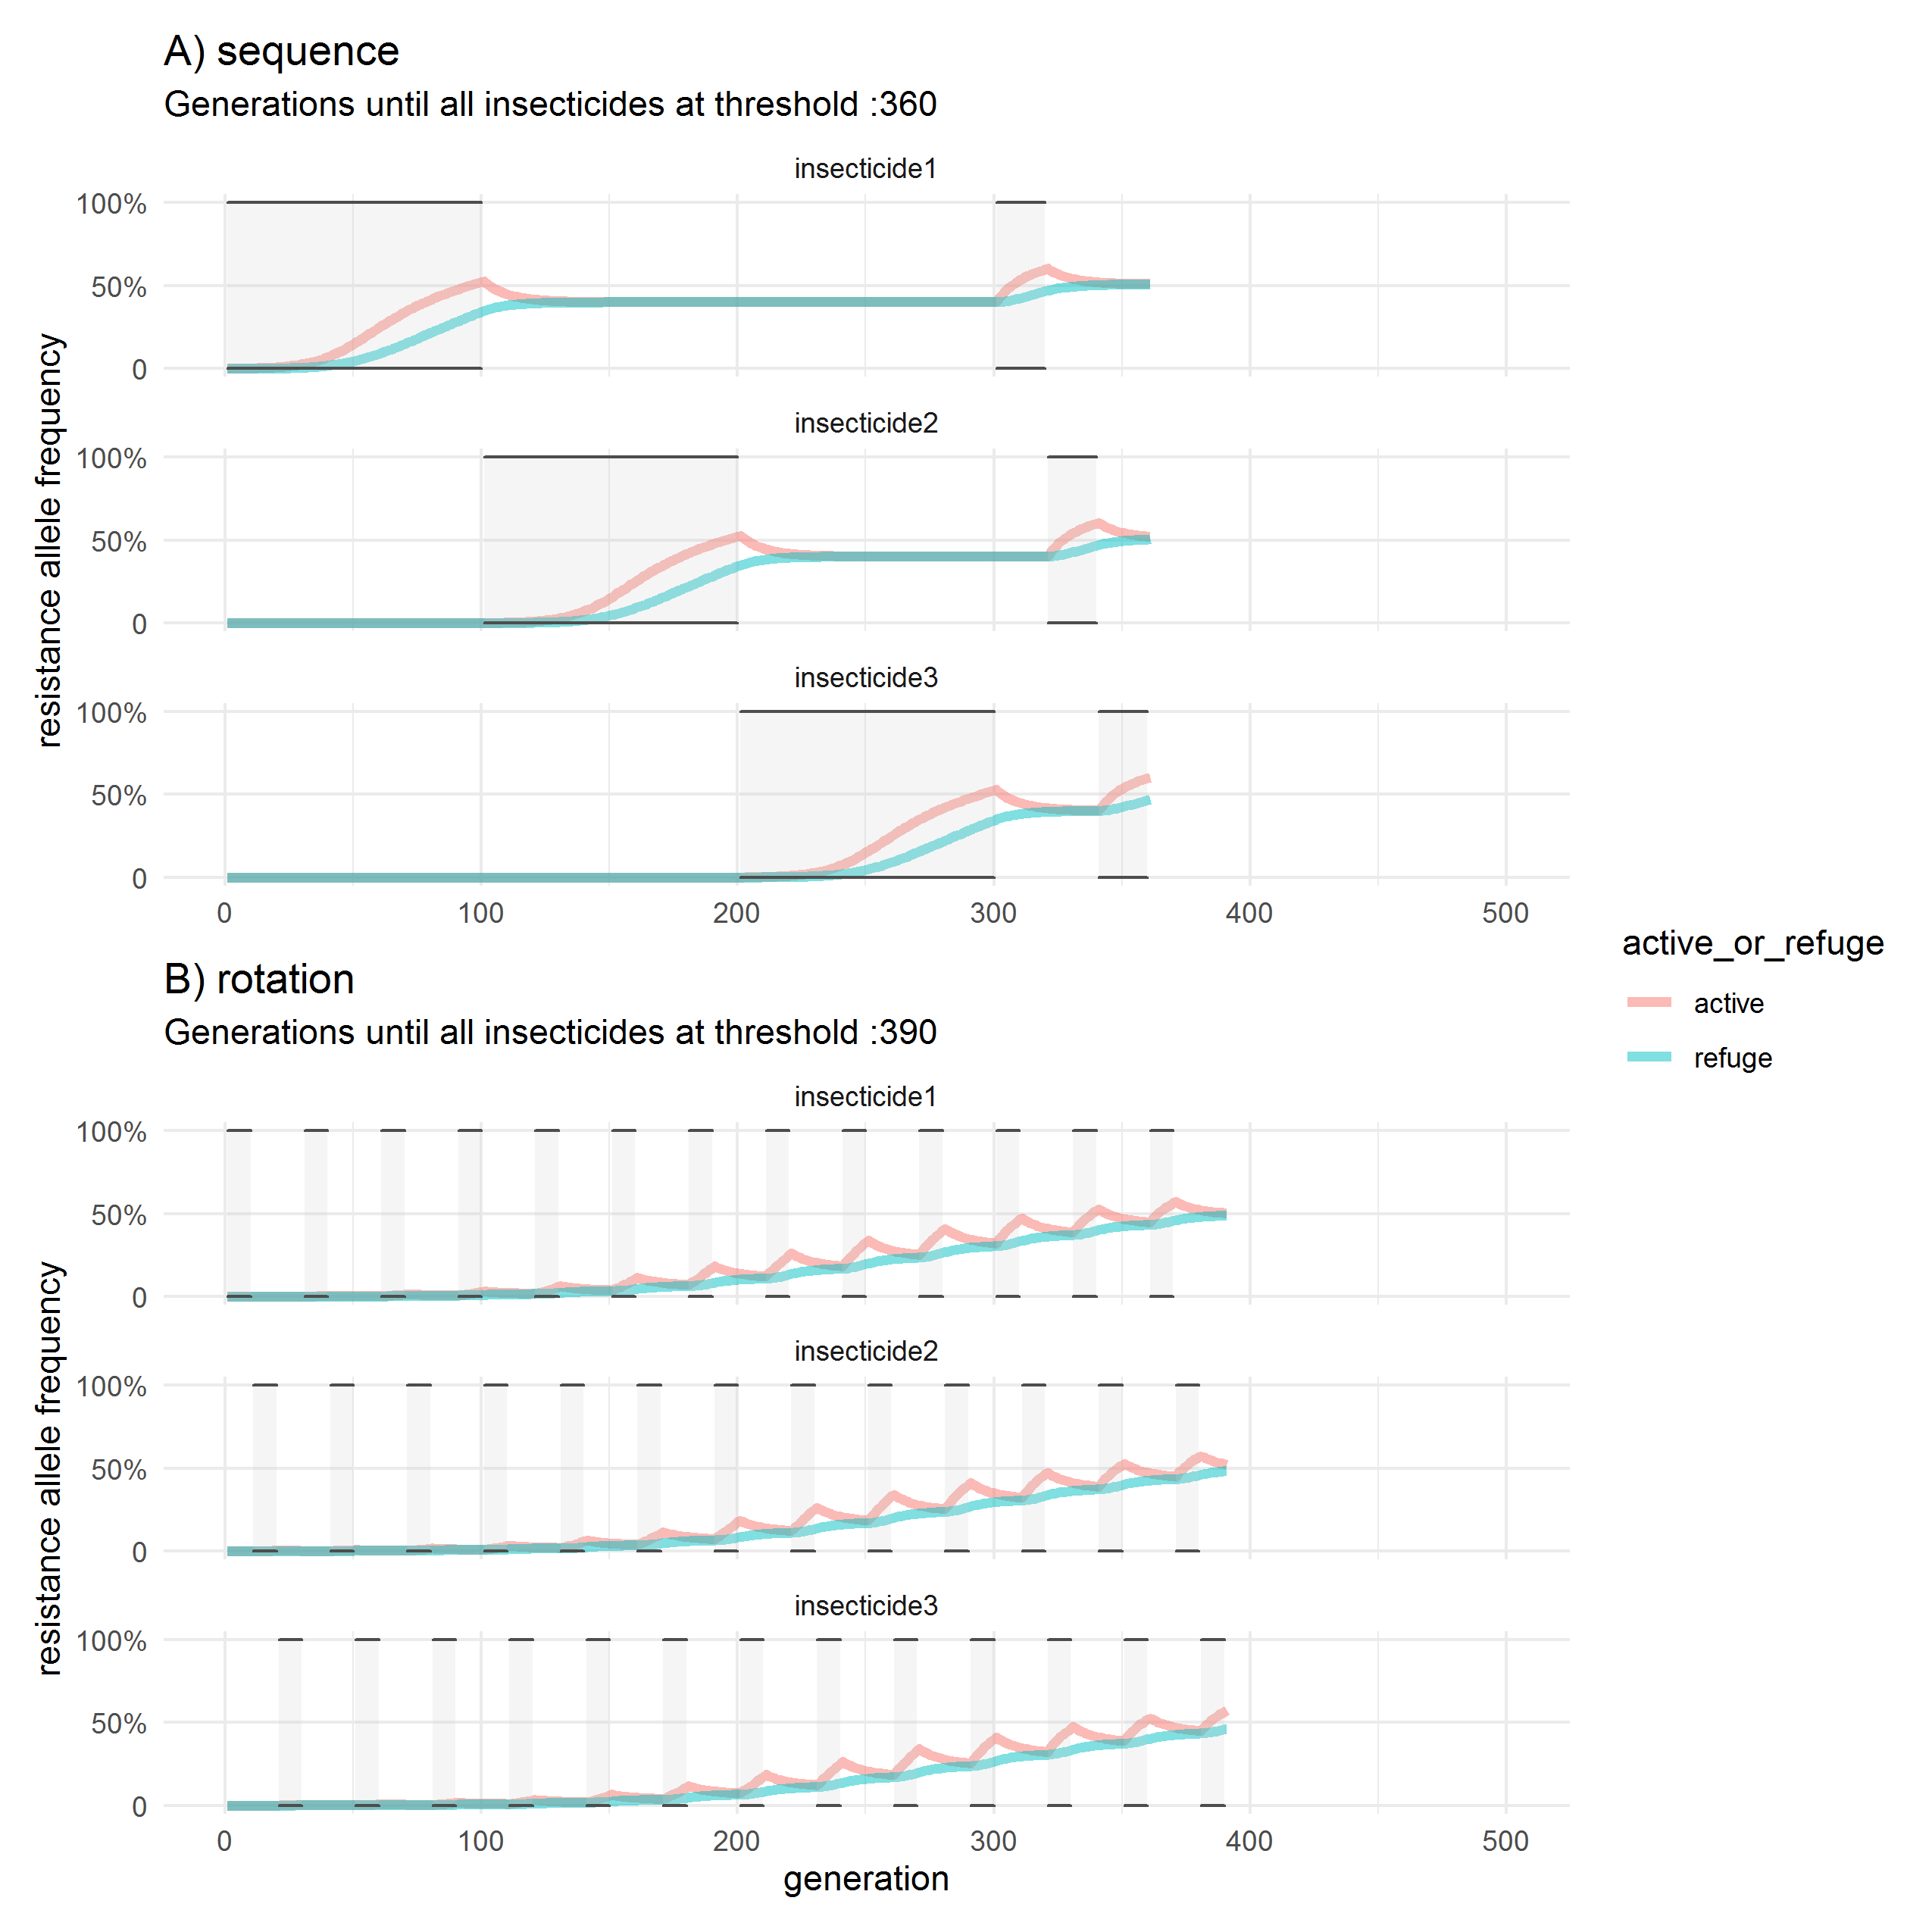 A) sequence
Generations until all insecticides at threshold :360
insecticide1
100%
50%
0
insecticide2
100%
50%
0
insecticide3
100%
50%
0
resistance allele frequency
0 100 200 300 400 500
B) rotation
Generations until all insecticides at threshold :390
insecticide1
100%
50%
0
insecticide2
100%
50%
0
insecticide3
100%
50%
0
resistance allele frequency
0 100 200 300 400 500
generation
active_or_refuge
active
refuge